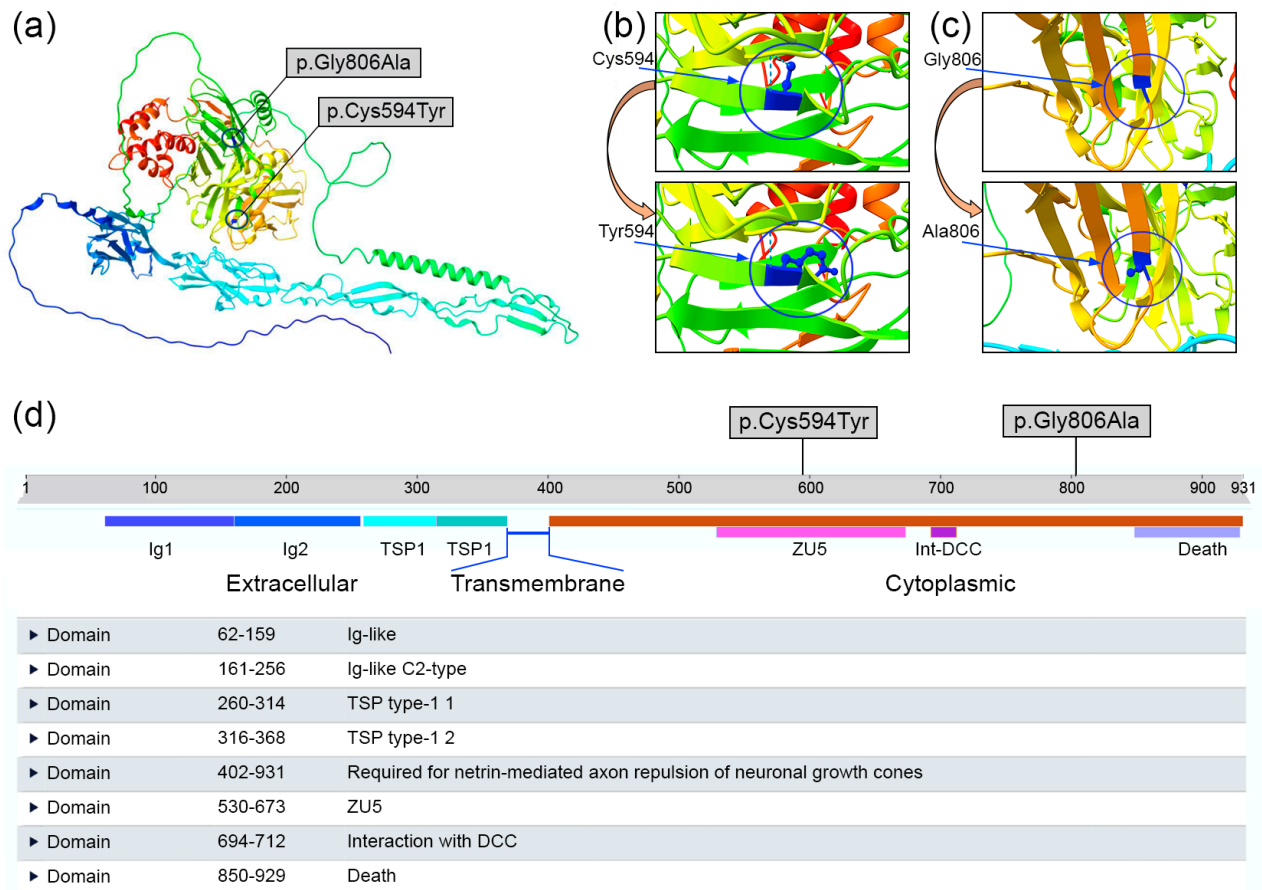 (a)
p.Gly806Ala
p.Cys594Tyr
(b)
Cys594
Tyr594
(c)
Gly806
Ala806
(d)
p.Cys594Tyr
p.Gly806Ala
1 100 200 300 400 500 600 700 800 900 931
Ig1 Ig2 TSP1 TSP1 ZU5 Int-DCC Death
Extracellular Transmembrane Cytoplasmic
Domain 62-159 Ig-like
Domain 161-256 Ig-like C2-type
Domain 260-314 TSP type-1 1
Domain 316-368 TSP type-1 2
Domain 402-931 Required for netrin-mediated axon repulsion of neuronal growth cones
Domain 530-673 ZU5
Domain 694-712 Interaction with DCC
Domain 850-929 Death